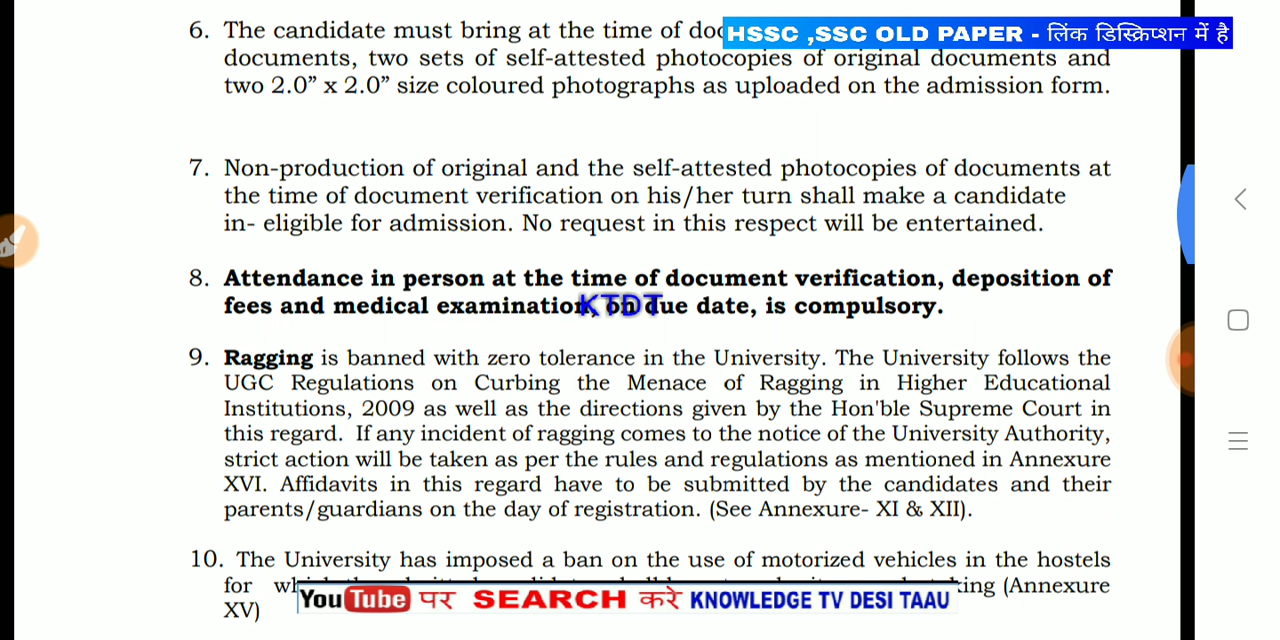 6. The candidate must bring at the time of
HSSC ,SSC OLD PAPER - लिंक डिस्क्रिप्शन में है
documents, two sets of self-attested photocopies of original documents and
two 2.0” x 2.0” size coloured photographs as uploaded on the admission form.
7. Non-production of original and the self-attested photocopies of documents at
the time of document verification on his/her turn shall make a candidate
in- eligible for admission. No request in this respect will be entertained.
8. Attendance in person at the time of document verification, deposition of
fees and medical examination, on due date, is compulsory.
KTDT
9. Ragging is banned with zero tolerance in the University. The University follows the
UGC Regulations on Curbing the Menace of Ragging in Higher Educational
Institutions, 2009 as well as the directions given by the Hon'ble Supreme Court in
this regard. If any incident of ragging comes to the notice of the University Authority,
strict action will be taken as per the rules and regulations as mentioned in Annexure
XVI. Affidavits in this regard have to be submitted by the candidates and their
parents/guardians on the day of registration. (See Annexure- XI & XII).
10. The University has imposed a ban on the use of motorized vehicles in the hostels
for (Annexure
YouTube पर SEARCH करे KNOWLEDGE TV DESI TAAU
XV)